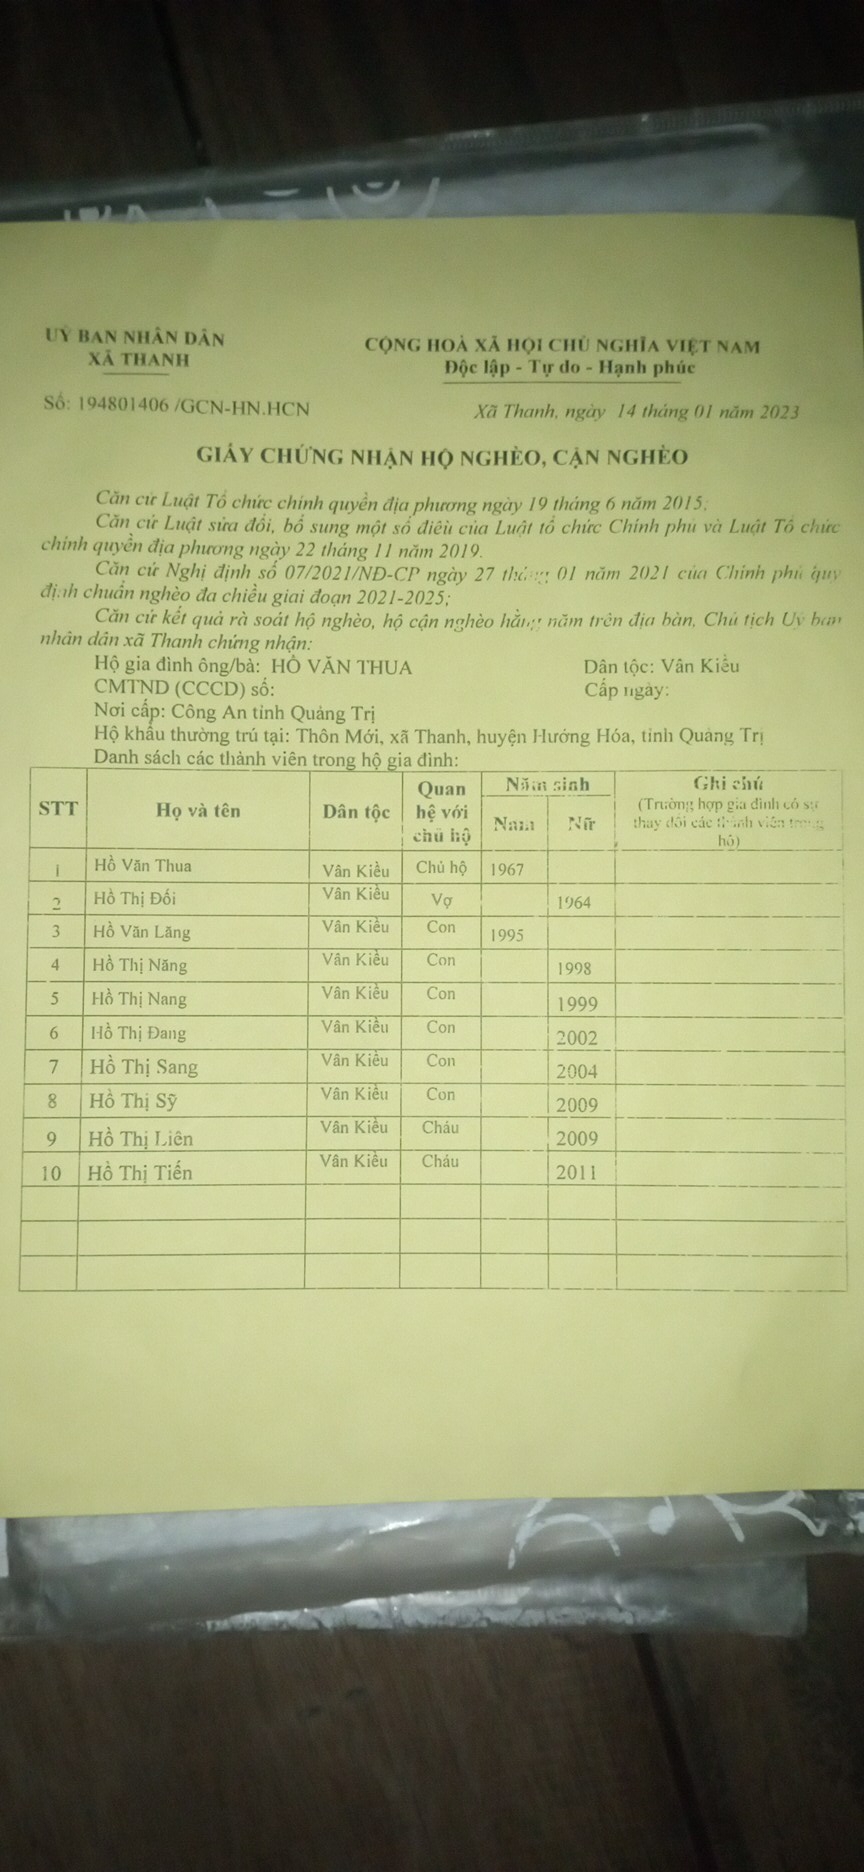 UỶ BAN NHÂN DÂN
XÃ THANH
CỘNG HOÀ XÃ HỘI CHỦ NGHĨA VIỆT NAM
Độc lập - Tự do - Hạnh phúc
Số: 194801406 /GCN-HN.HCN
Xã Thanh, ngày 14 tháng 01 năm 2023
GIẤY CHỨNG NHẬN HỘ NGHÈO, CẬN NGHÈO
Căn cứ Luật Tổ chức chính quyền địa phương ngày 19 tháng 6 năm 2015;
Căn cứ Luật sửa đổi, bổ sung một số điều của Luật tổ chức Chính phủ và Luật Tổ chức
chính quyền địa phương ngày 22 tháng 11 năm 2019.
Căn cứ Nghị định số 07/2021/NĐ-CP ngày 27 tháng 01 năm 2021 của Chính phủ quy
định chuẩn nghèo đa chiều giai đoạn 2021-2025;
Căn cứ kết quả rà soát hộ nghèo, hộ cận nghèo hằng năm trên địa bàn, Chủ tịch Uỷ ban
nhân dân xã Thanh chứng nhận:
Hộ gia đình ông/bà: HỒ VĂN THUA Dân tộc: Vân Kiều
CMTND (CCCD) số: Cấp ngày:
Nơi cấp: Công An tỉnh Quảng Trị
Hộ khẩu thường trú tại: Thôn Mới, xã Thanh, huyện Hướng Hóa, tỉnh Quảng Trị
Danh sách các thành viên trong hộ gia đình:
STT Họ và tên Dân tộc Quan hệ với chủ hộ Năm sinh Nam Nữ Ghi chú
(Trường hợp gia đình có sự
thay đổi các thành viên trong
hộ)
1 Hồ Văn Thua Vân Kiều Chủ hộ 1967
2 Hồ Thị Đối Vân Kiều Vợ 1964
3 Hồ Văn Lăng Vân Kiều Con 1995
4 Hồ Thị Năng Vân Kiều Con 1998
5 Hồ Thị Nang Vân Kiều Con 1999
6 Hồ Thị Đang Vân Kiều Con 2002
7 Hồ Thị Sang Vân Kiều Con 2004
8 Hồ Thị Sỹ Vân Kiều Con 2009
9 Hồ Thị Liên Vân Kiều Cháu 2009
10 Hồ Thị Tiến Vân Kiều Cháu 2011